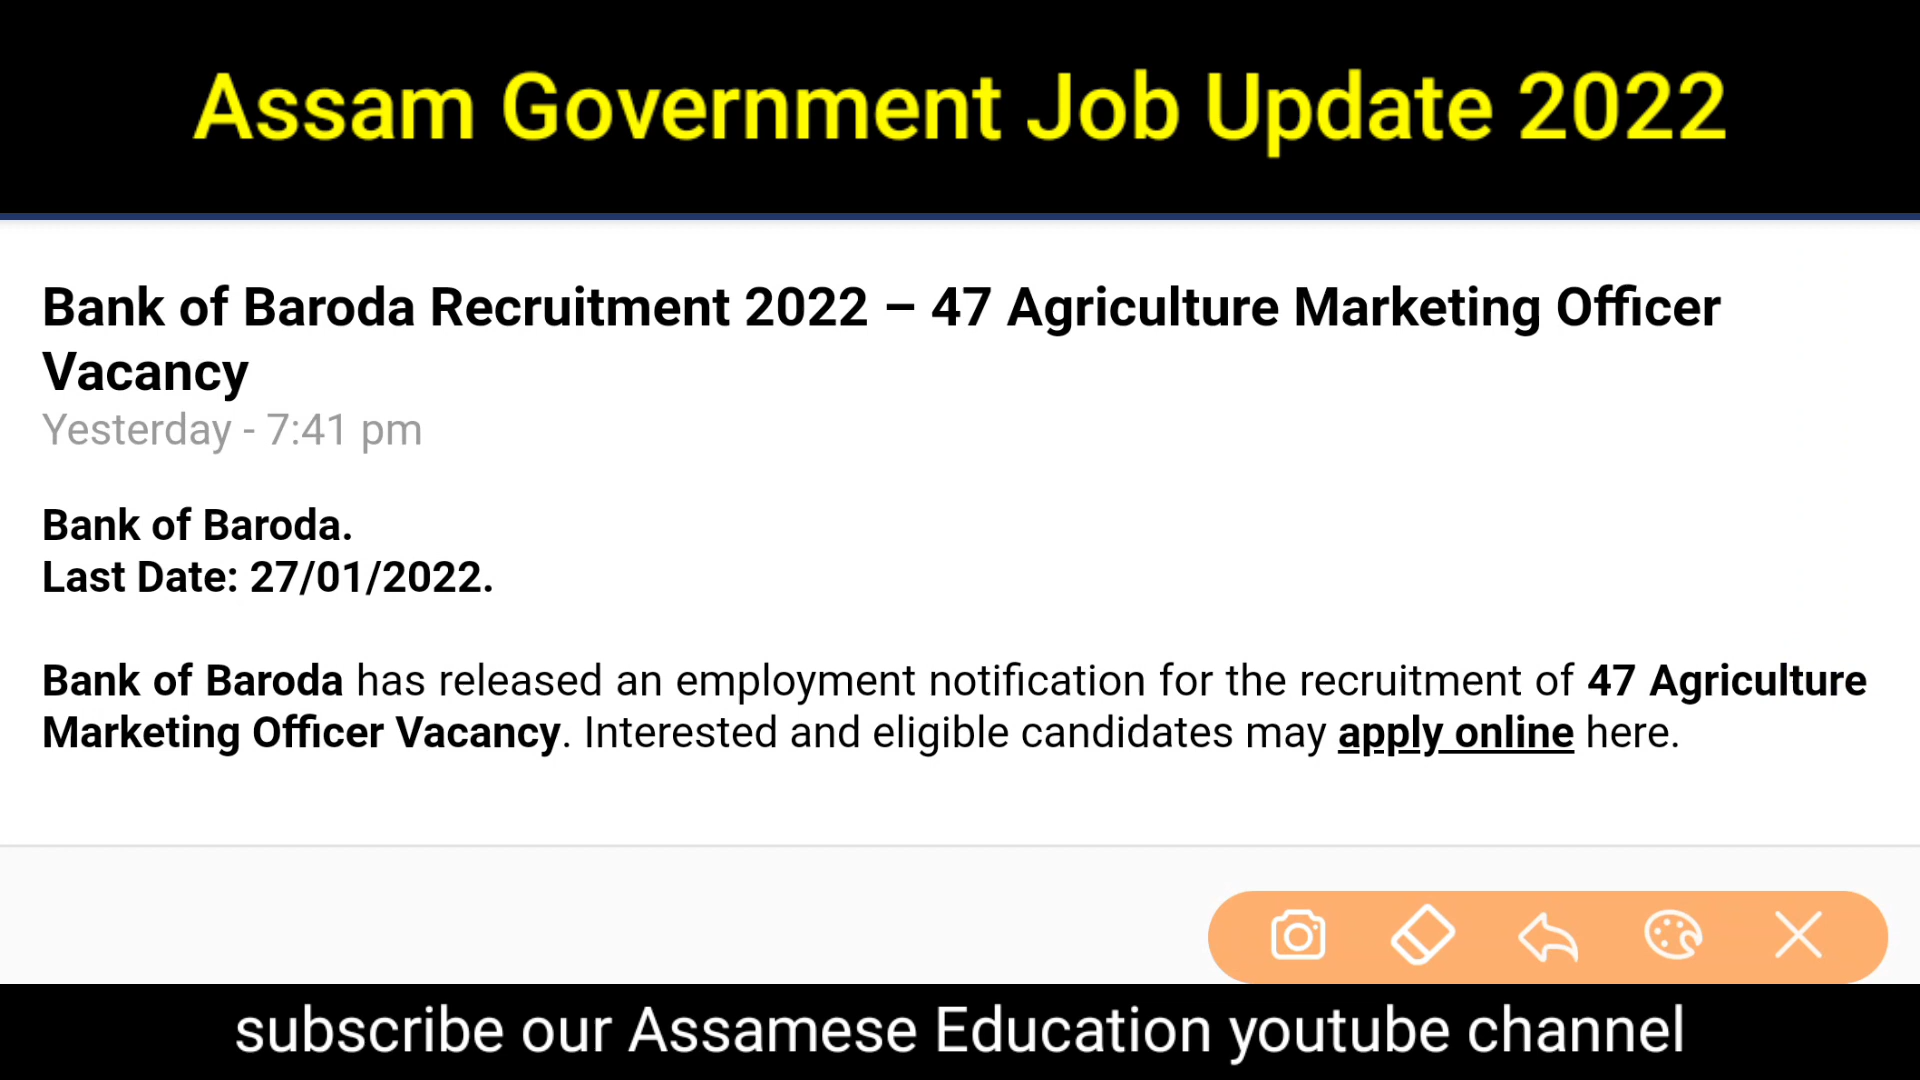 Assam Government Job Update 2022
Bank of Baroda Recruitment 2022 – 47 Agriculture Marketing Officer
Vacancy
Yesterday - 7:41 pm
Bank of Baroda.
Last Date: 27/01/2022.
Bank of Baroda has released an employment notification for the recruitment of 47 Agriculture
Marketing Officer Vacancy. Interested and eligible candidates may apply online here.
subscribe our Assamese Education youtube channel